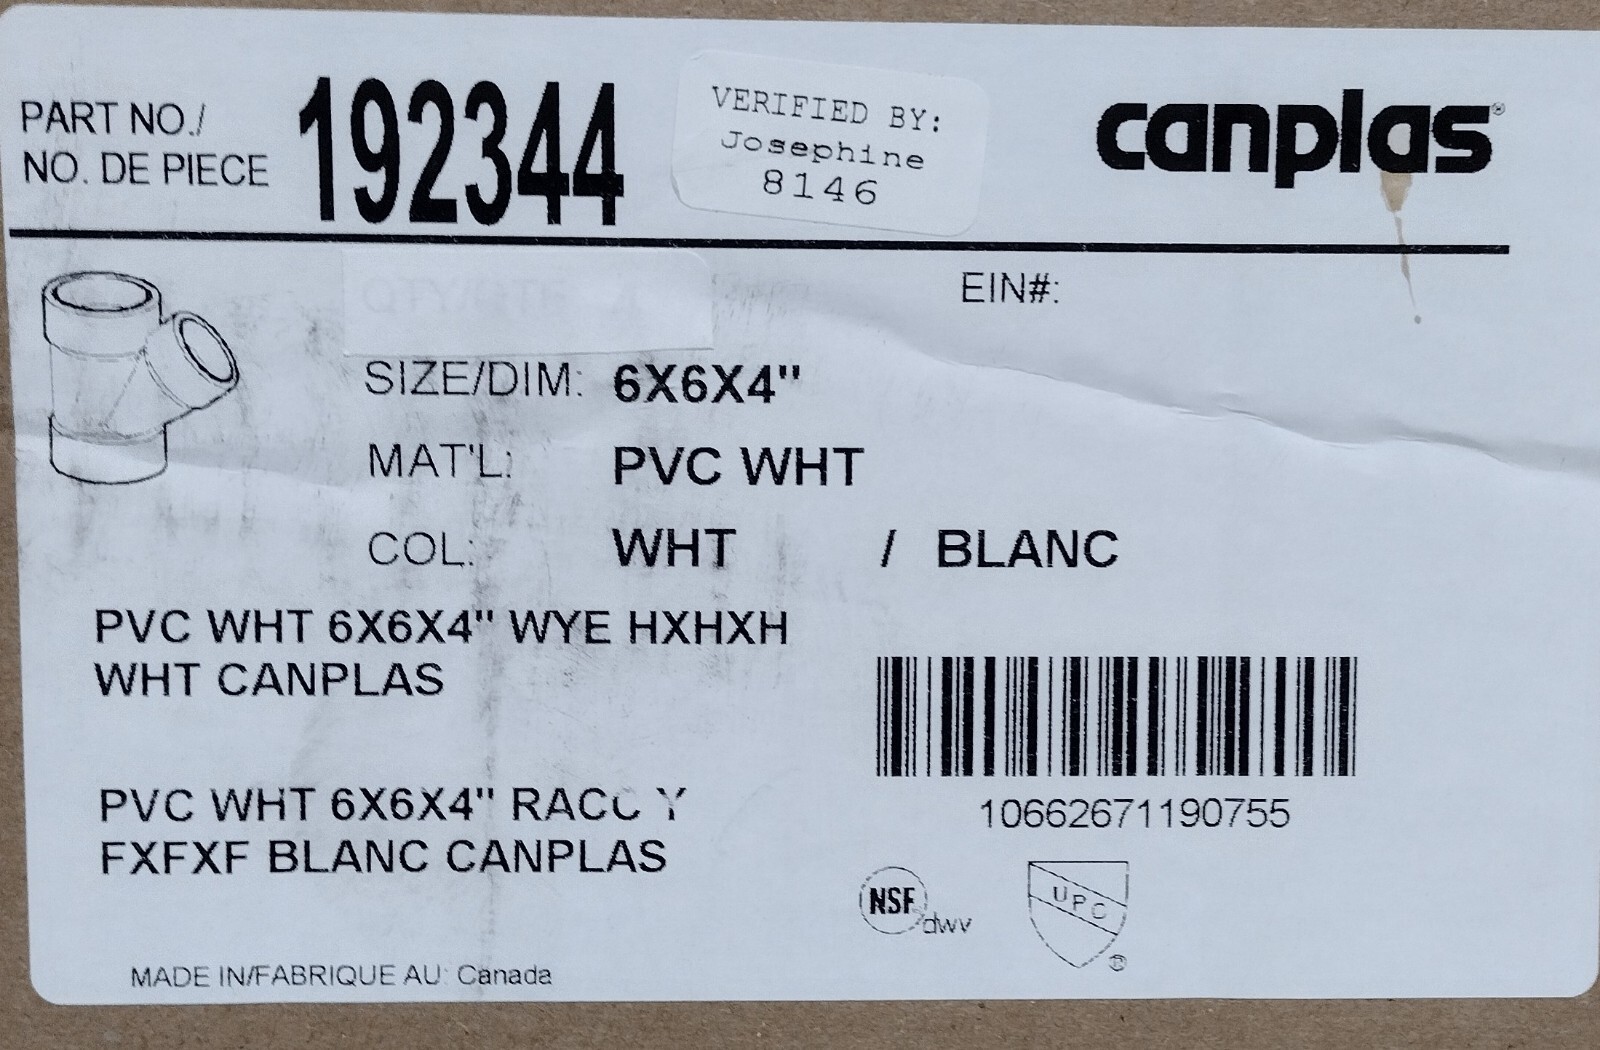 PART NO./
NO. DE PIECE
192344
VERIFIED BY:
Josephine
8146
canplas®
EIN#:
SIZE/DIM: 6X6X4"
MAT'L: PVC WHT
COL: WHT / BLANC
PVC WHT 6X6X4" WYE HXHXH
WHT CANPLAS
PVC WHT 6X6X4" RACC Y
FXFXF BLANC CANPLAS
10662671190755
NSF dwv
UPC®
MADE IN/FABRIQUE AU: Canada